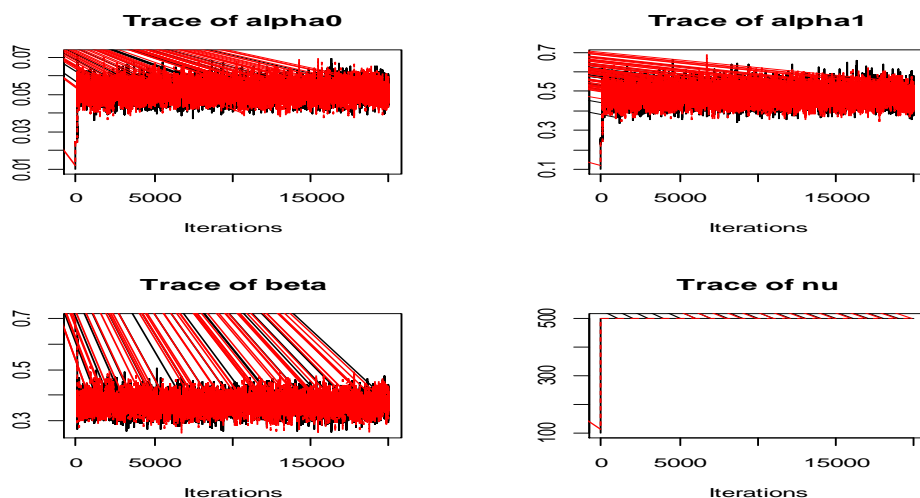 Trace of alpha0
0.01 0.03 0.05 0.07
0 5000 15000
Iterations
Trace of alpha1
0.1 0.3 0.5 0.7
0 5000 15000
Iterations
Trace of beta
0.3 0.5 0.7
0 5000 15000
Iterations
Trace of nu
100 300 500
0 5000 15000
Iterations